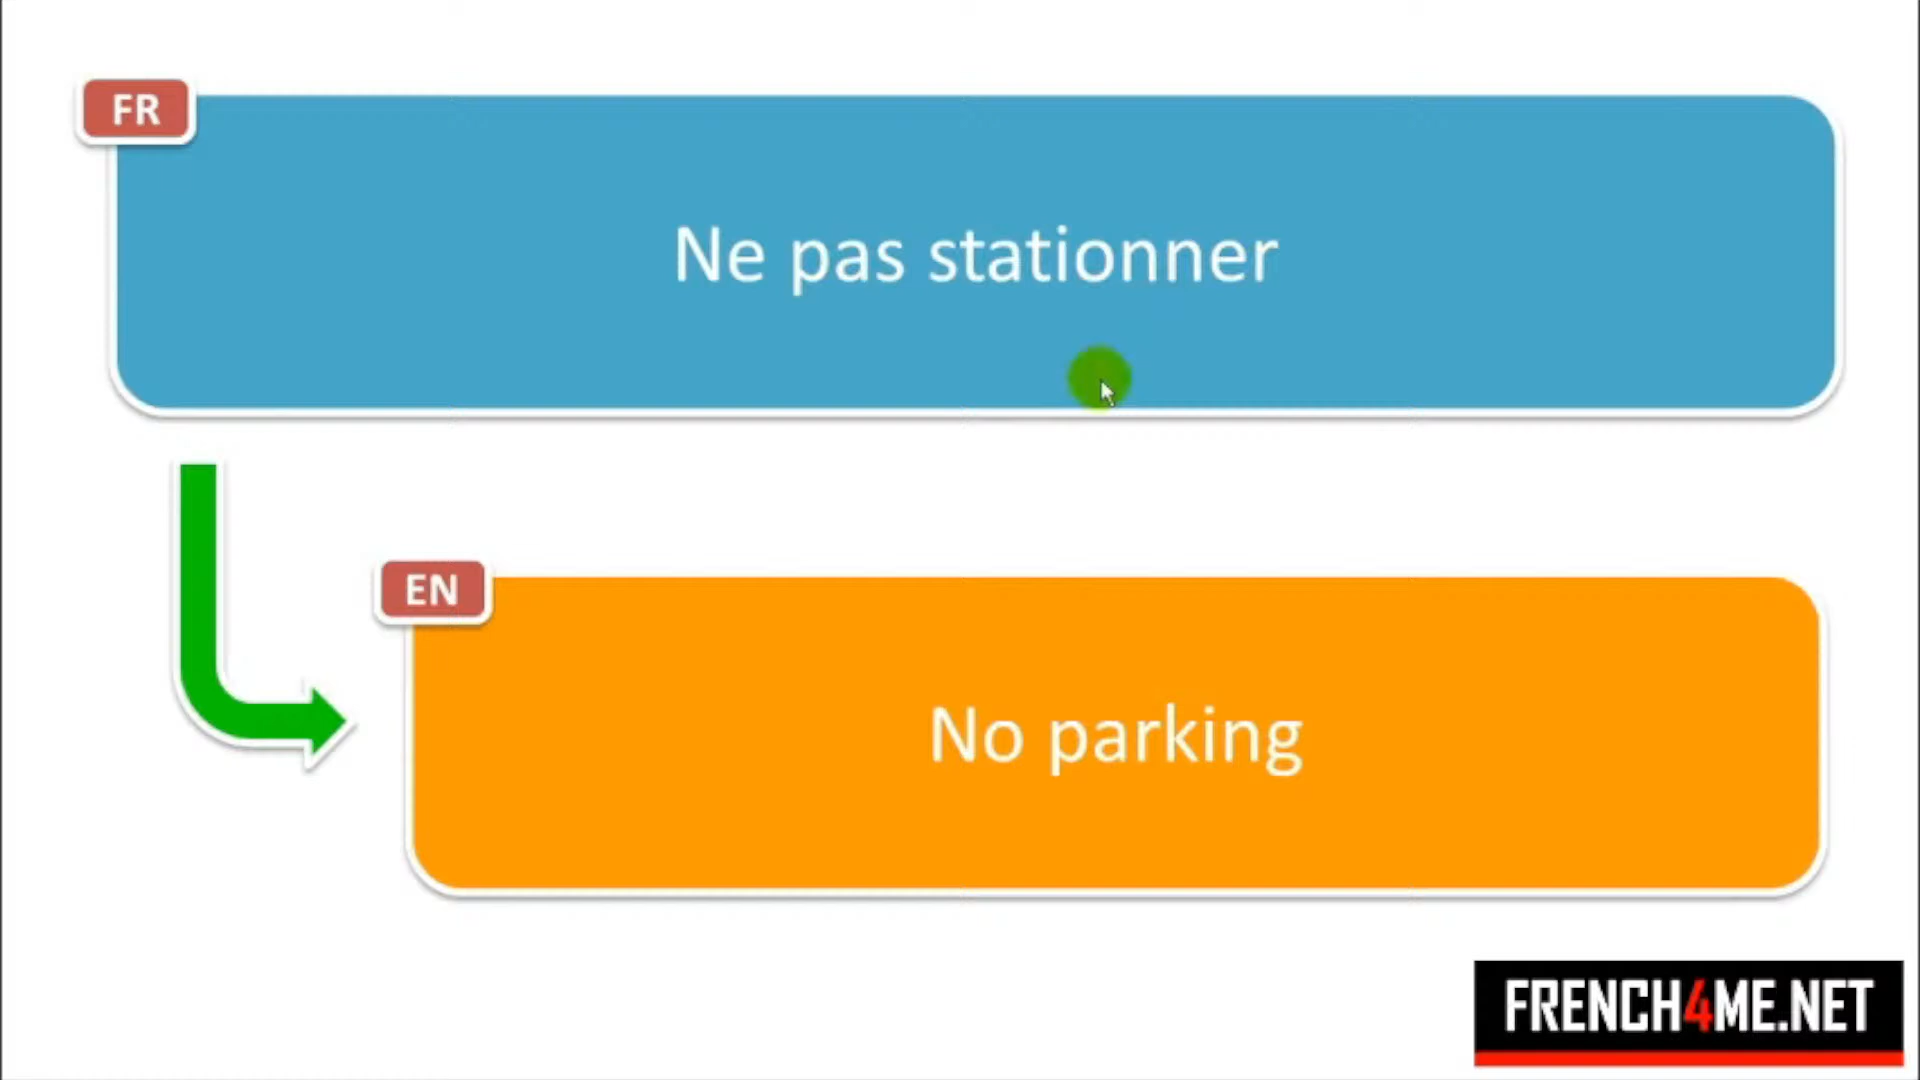 FR
Ne pas stationner
EN
No parking
FRENCH4ME.NET